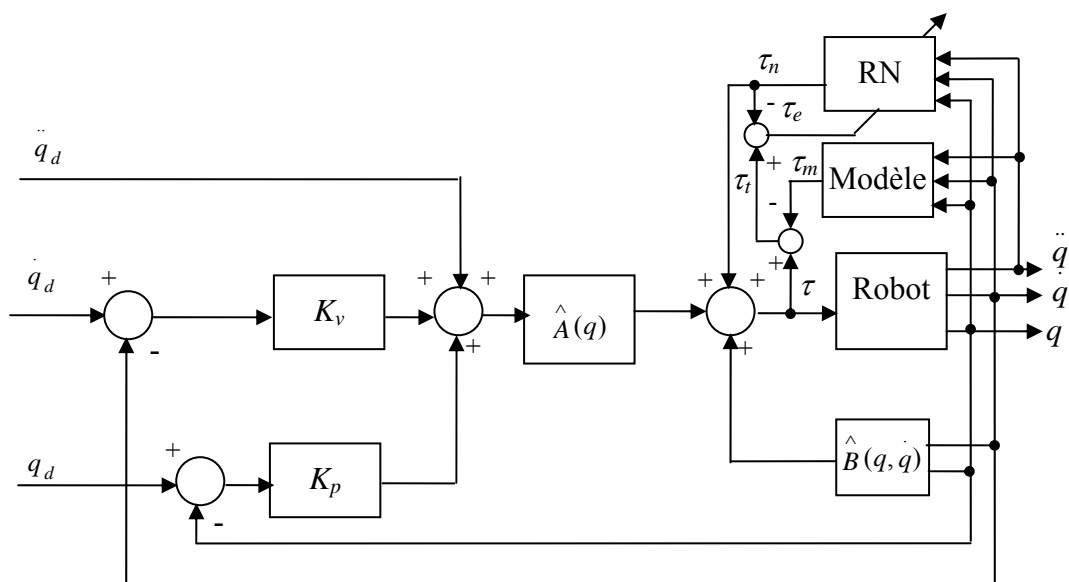 RN
τn
- τe
q̈d
+
τt
τm
Modèle
-
q̈
q̇d
+
+
+
+
+
+
τ
Robot
q̇
Kv
Â(q)
q
-
+
+
+
B̂(q, q̇)
qd
Kp
-